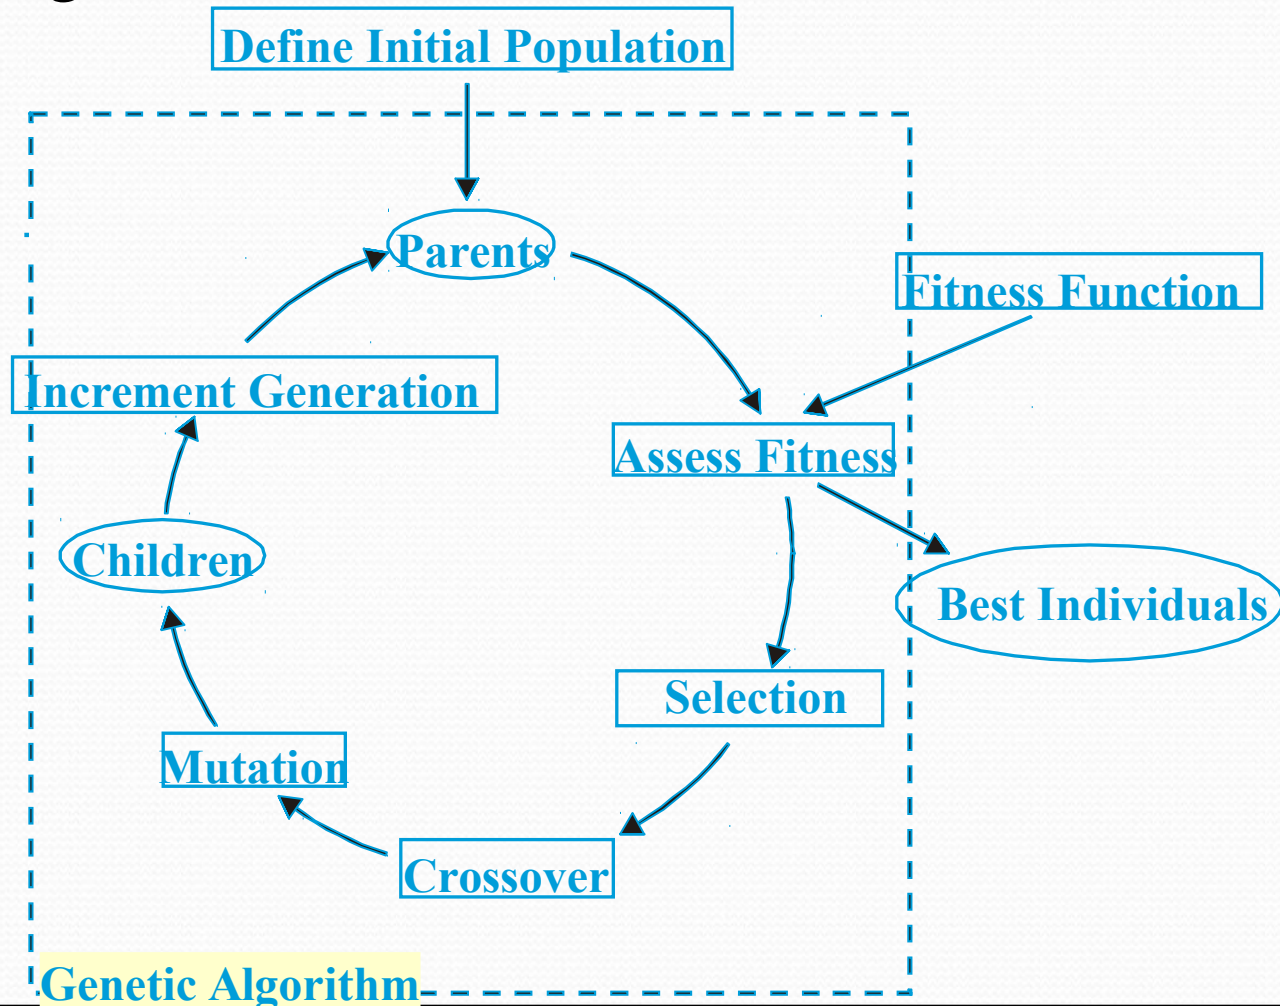 Define Initial Population
Parents
Fitness Function
Increment Generation
Assess Fitness
Children
Best Individuals
Selection
Mutation
Crossover
Genetic Algorithm